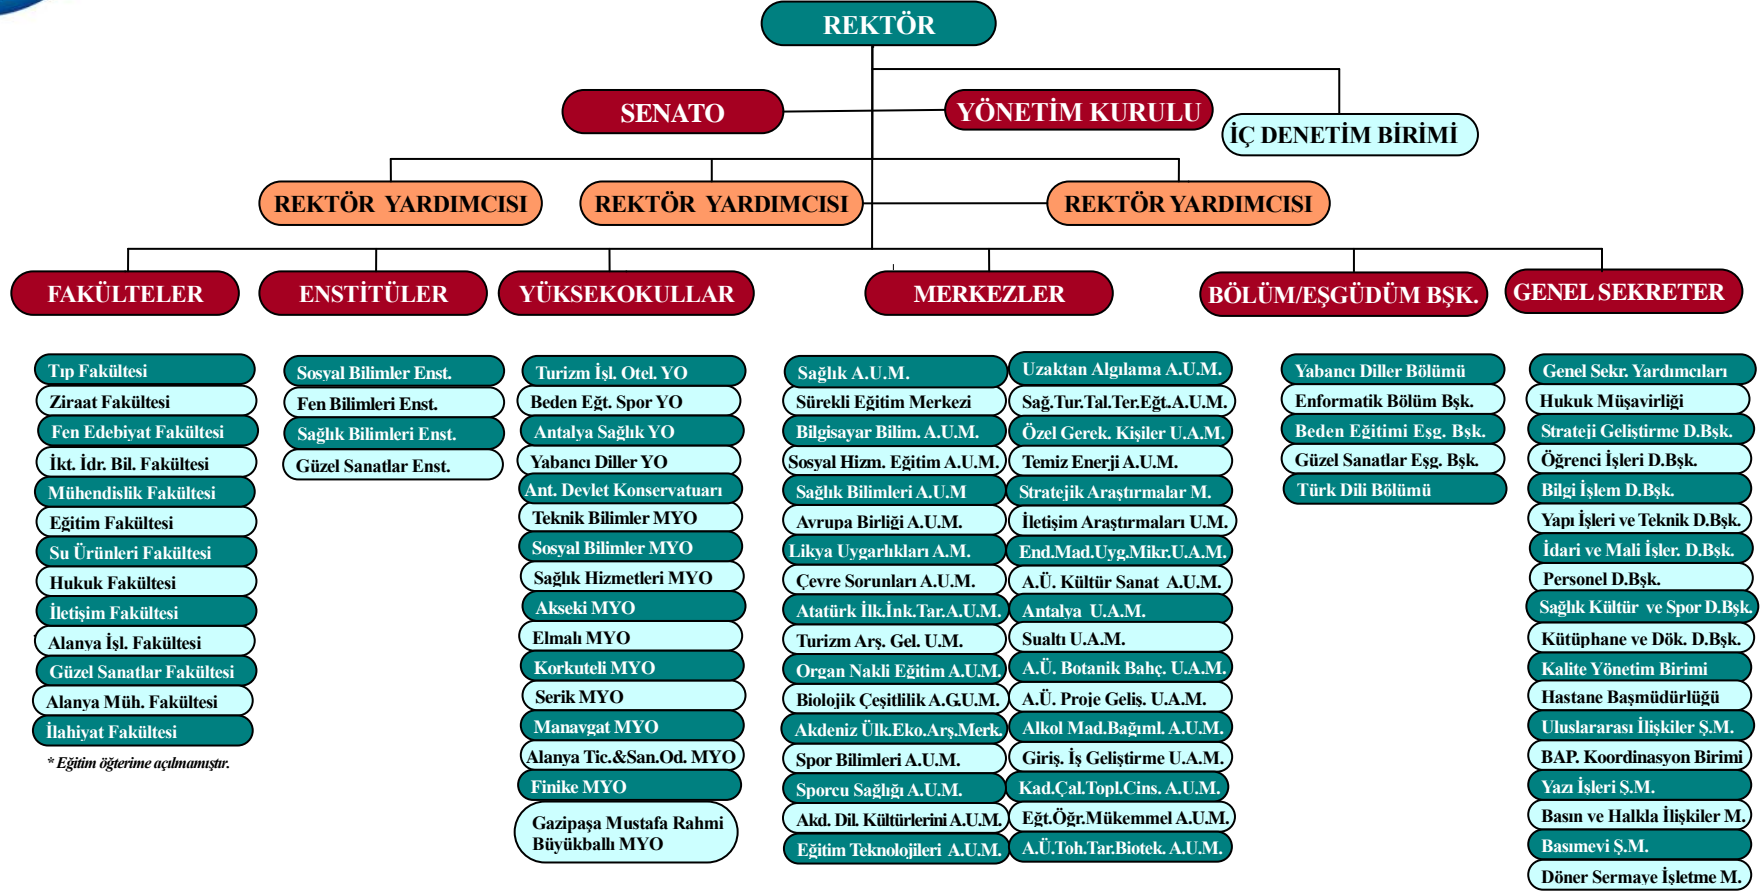 REKTÖR
SENATO
YÖNETİM KURULU
İÇ DENETİM BİRİMİ
REKTÖR YARDIMCISI
REKTÖR YARDIMCISI
REKTÖR YARDIMCISI
FAKÜLTELER
Tıp Fakültesi
Ziraat Fakültesi
Fen Edebiyat Fakültesi
İkt. İdr. Bil. Fakültesi
Mühendislik Fakültesi
Eğitim Fakültesi
Su Ürünleri Fakültesi
Hukuk Fakültesi
İletişim Fakültesi
Alanya İşl. Fakültesi
Güzel Sanatlar Fakültesi
Alanya Müh. Fakültesi
İlahiyat Fakültesi
* Eğitim öğterime açılmamıştır.
ENSTİTÜLER
Sosyal Bilimler Enst.
Fen Bilimleri Enst.
Sağlık Bilimleri Enst.
Güzel Sanatlar Enst.
YÜKSEKOKULLAR
Turizm İşl. Otel. YO
Beden Eğt. Spor YO
Antalya Sağlık YO
Yabancı Diller YO
Ant. Devlet Konservatuarı
Teknik Bilimler MYO
Sosyal Bilimler MYO
Sağlık Hizmetleri MYO
Akseki MYO
Elmalı MYO
Korkuteli MYO
Serik MYO
Manavgat MYO
Alanya Tic.&San.Od. MYO
Finike MYO
Gazipaşa Mustafa Rahmi
Büyükballı MYO
MERKEZLER
Sağlık A.U.M.
Sürekli Eğitim Merkezi
Bilgisayar Bilim. A.U.M.
Sosyal Hizm. Eğitim A.U.M.
Sağlık Bilimleri A.U.M
Avrupa Birliği A.U.M.
Likya Uygarlıkları A.M.
Çevre Sorunları A.U.M.
Atatürk İlk.İnk.Tar.A.U.M.
Turizm Arş. Gel. U.M.
Organ Nakli Eğitim A.U.M.
Biolojik Çeşitlilik A.G.U.M.
Akdeniz Ülk.Eko.Arş.Merk.
Spor Bilimleri A.U.M.
Sporcu Sağlığı A.U.M.
Akd. Dil. Kültürlerini A.U.M.
Eğitim Teknolojileri A.U.M.
Uzaktan Algılama A.U.M.
Sağ.Tur.Tal.Ter.Eğt.A.U.M.
Özel Gerek. Kişiler U.A.M.
Temiz Enerji A.U.M.
Stratejik Araştırmalar M.
İletişim Araştırmaları U.M.
End.Mad.Uyg.Mikr.U.A.M.
A.Ü. Kültür Sanat A.U.M.
Antalya U.A.M.
Sualtı U.A.M.
A.Ü. Botanik Bahç. U.A.M.
A.Ü. Proje Geliş. U.A.M.
Alkol Mad.Bağıml. A.U.M.
Giriş. İş Geliştirme U.A.M.
Kad.Çal.Topl.Cins. A.U.M.
Eğt.Öğr.Mükemmel A.U.M.
A.Ü.Toh.Tar.Biotek. A.U.M.
BÖLÜM/EŞGÜDÜM BŞK.
Yabancı Diller Bölümü
Enformatik Bölüm Bşk.
Beden Eğitimi Eşg. Bşk.
Güzel Sanatlar Eşg. Bşk.
Türk Dili Bölümü
GENEL SEKRETER
Genel Sekr. Yardımcıları
Hukuk Müşavirliği
Strateji Geliştirme D.Bşk.
Öğrenci İşleri D.Bşk.
Bilgi İşlem D.Bşk.
Yapı İşleri ve Teknik D.Bşk.
İdari ve Mali İşler. D.Bşk.
Personel D.Bşk.
Sağlık Kültür ve Spor D.Bşk.
Kütüphane ve Dök. D.Bşk.
Kalite Yönetim Birimi
Hastane Başmüdürlüğü
Uluslararası İlişkiler Ş.M.
BAP. Koordinasyon Birimi
Yazı İşleri Ş.M.
Basın ve Halkla İlişkiler M.
Basımevi Ş.M.
Döner Sermaye İşletme M.